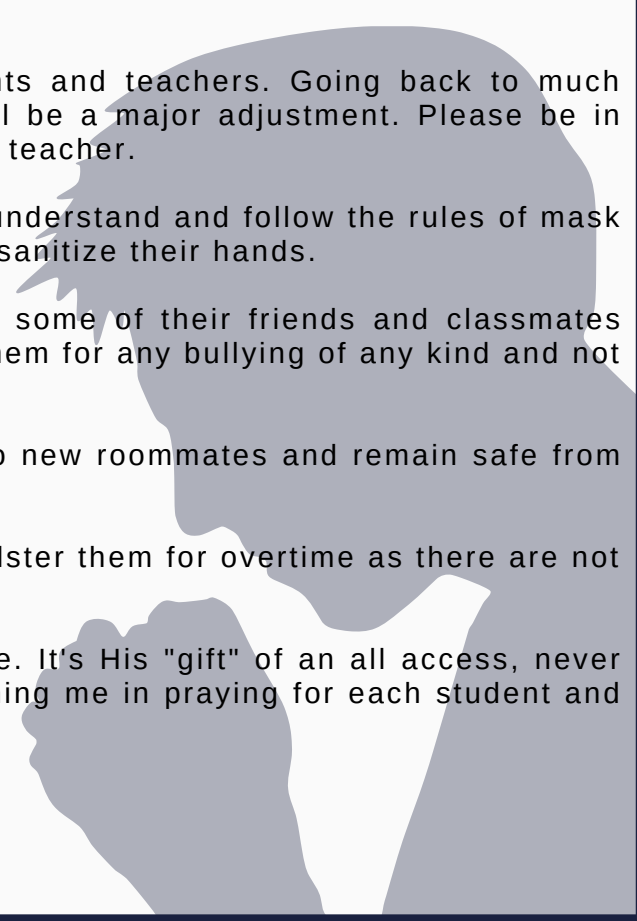 nts and teachers. Going back to much
l be a major adjustment. Please be in
teacher.
understand and follow the rules of mask
sanitize their hands.
some of their friends and classmates
hem for any bullying of any kind and not
o new roommates and remain safe from
lster them for overtime as there are not
e. It's His "gift" of an all access, never
ning me in praying for each student and